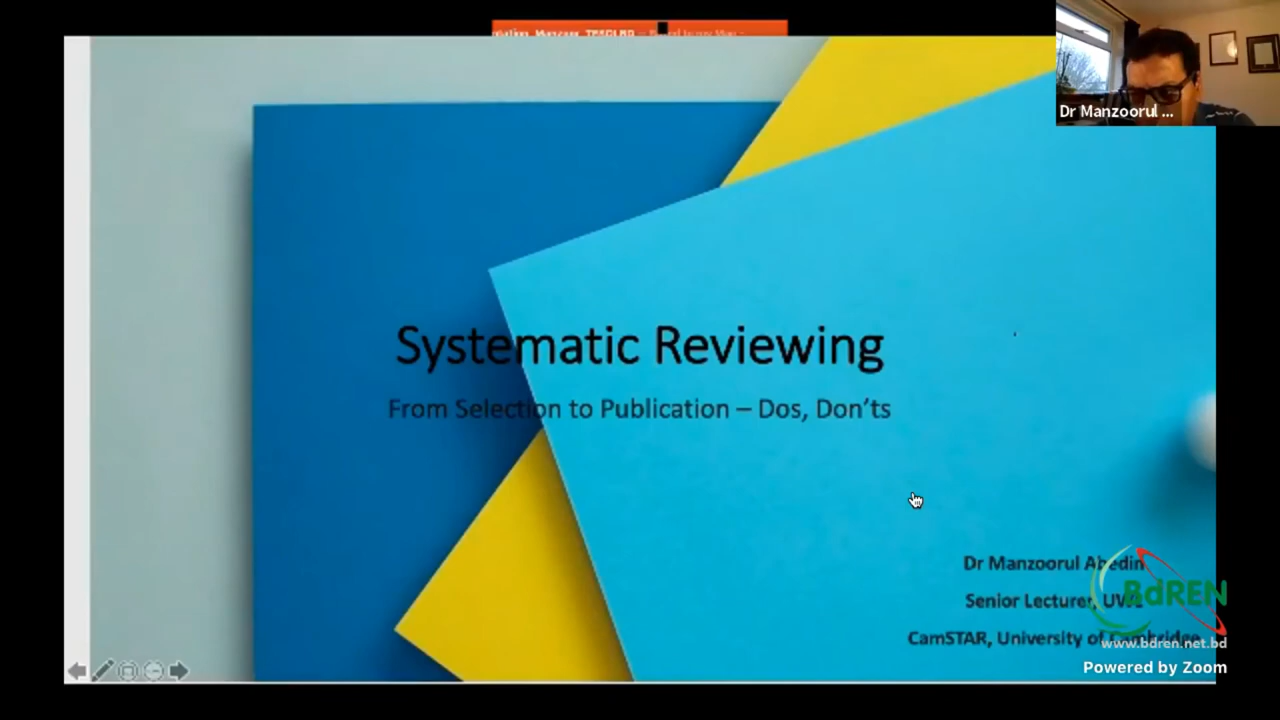 Dr Manzoorul ...
Systematic Reviewing
From Selection to Publication – Dos, Don'ts
Dr Manzoorul Abedin
Senior Lecturer,
CamSTAR, University of Cambridge
BdREN
www.bdren.net.bd
Powered by Zoom